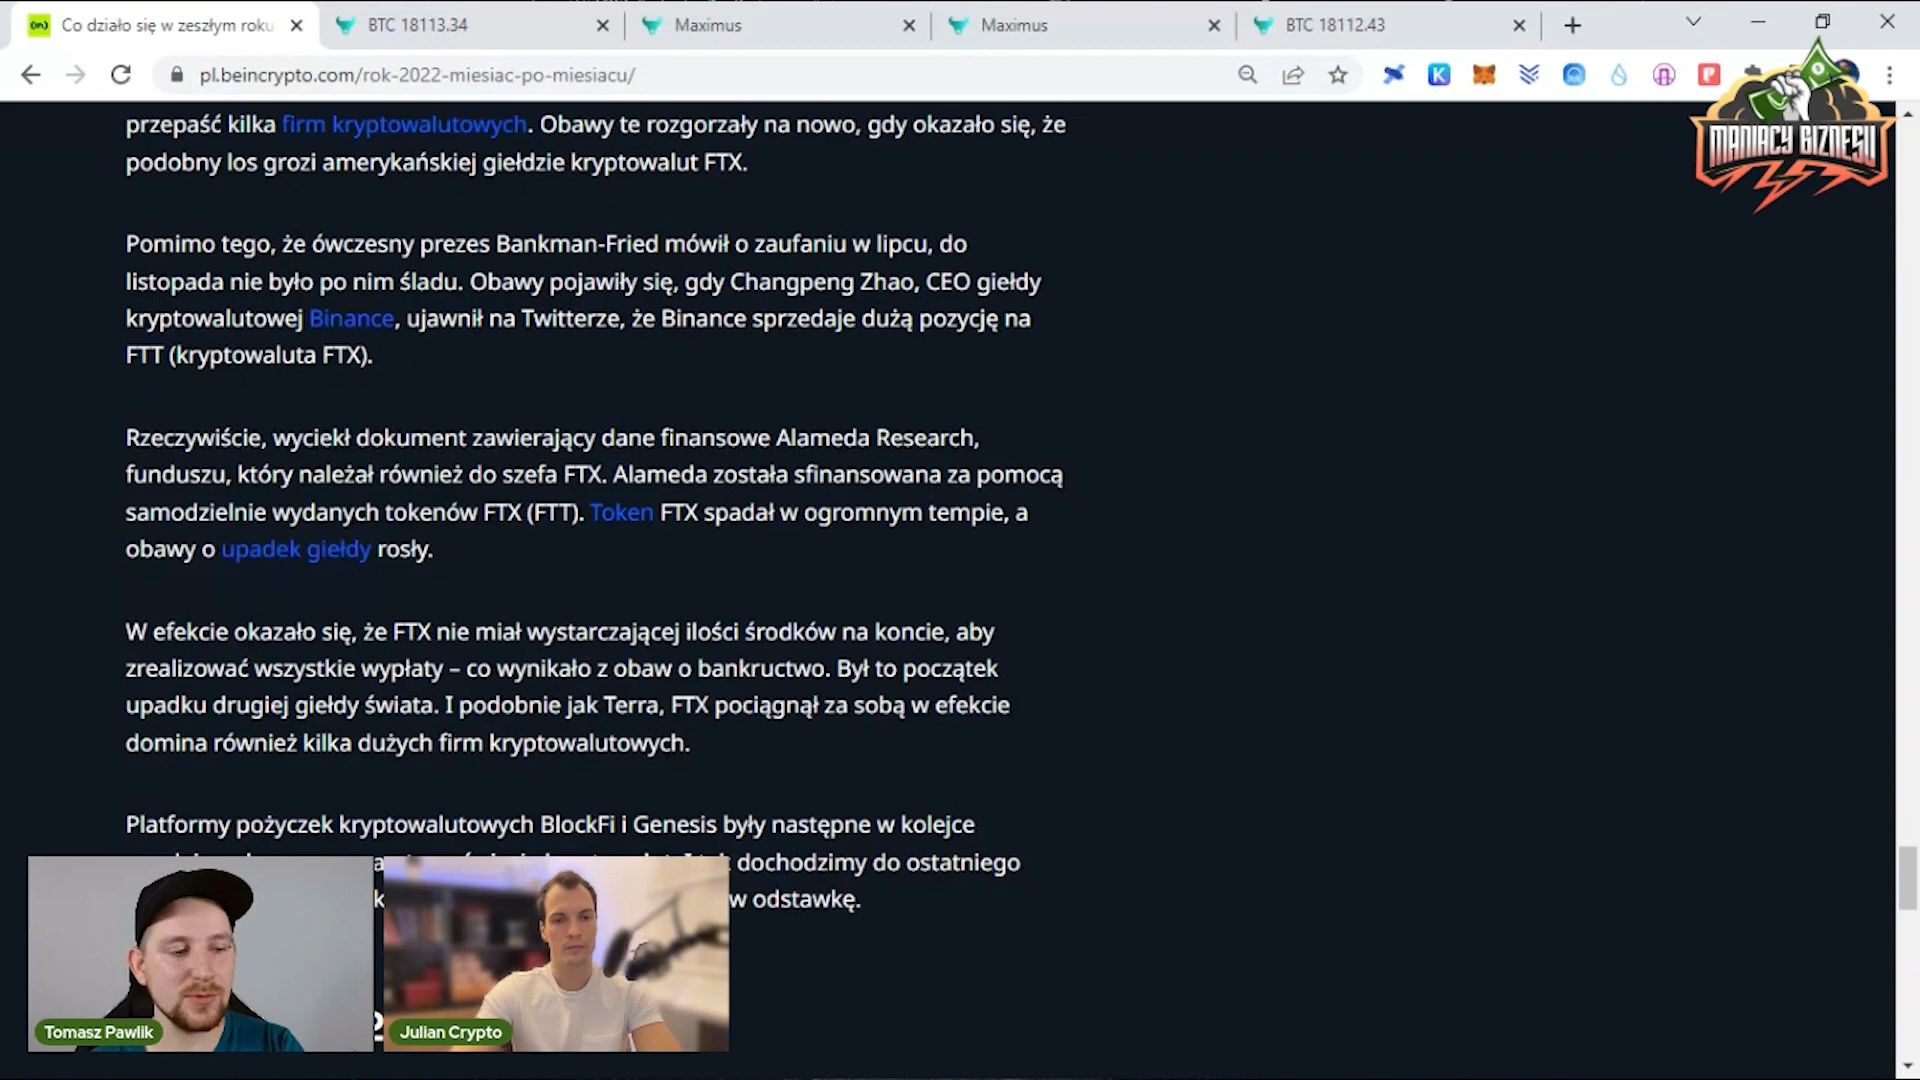 Co działo się w zeszłym roku
BTC 18113.34
Maximus
Maximus
BTC 18112.43
pl.beincrypto.com/rok-2022-miesiac-po-miesiacu/
MANIACY BIZNESU
przepaść kilka firm kryptowalutowych. Obawy te rozgorzały na nowo, gdy okazało się, że
podobny los grozi amerykańskiej giełdzie kryptowalut FTX.
Pomimo tego, że ówczesny prezes Bankman-Fried mówił o zaufaniu w lipcu, do
listopada nie było po nim śladu. Obawy pojawiły się, gdy Changpeng Zhao, CEO giełdy
kryptowalutowej Binance, ujawnił na Twitterze, że Binance sprzedaje dużą pozycję na
FTT (kryptowaluta FTX).
Rzeczywiście, wyciekł dokument zawierający dane finansowe Alameda Research,
funduszu, który należał również do szefa FTX. Alameda została sfinansowana za pomocą
samodzielnie wydanych tokenów FTX (FTT). Token FTX spadał w ogromnym tempie, a
obawy o upadek giełdy rosły.
W efekcie okazało się, że FTX nie miał wystarczającej ilości środków na koncie, aby
zrealizować wszystkie wypłaty – co wynikało z obaw o bankructwo. Był to początek
upadku drugiej giełdy świata. I podobnie jak Terra, FTX pociągnął za sobą w efekcie
domina również kilka dużych firm kryptowalutowych.
Platformy pożyczek kryptowalutowych BlockFi i Genesis były następne w kolejce
dochodzimy do ostatniego
w odstawkę.
Tomasz Pawlik
Julian Crypto